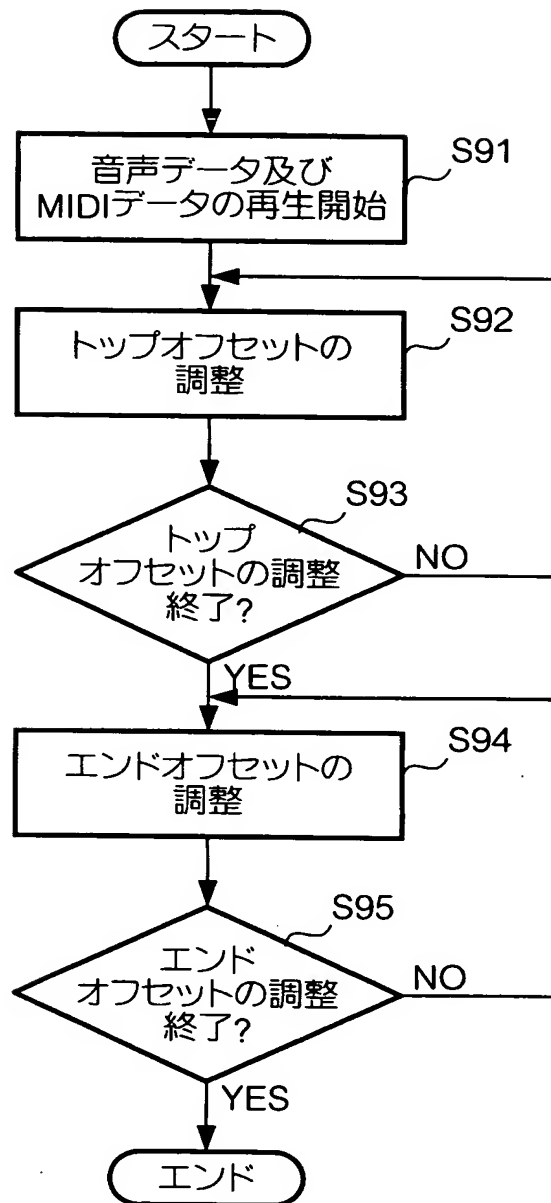 スタート
S91
音声データ及び
MIDIデータの再生開始
S92
トップオフセットの
調整
S93
トップ
オフセットの調整
終了?
NO
YES
S94
エンドオフセットの
調整
S95
エンド
オフセットの調整
終了?
NO
YES
エンド